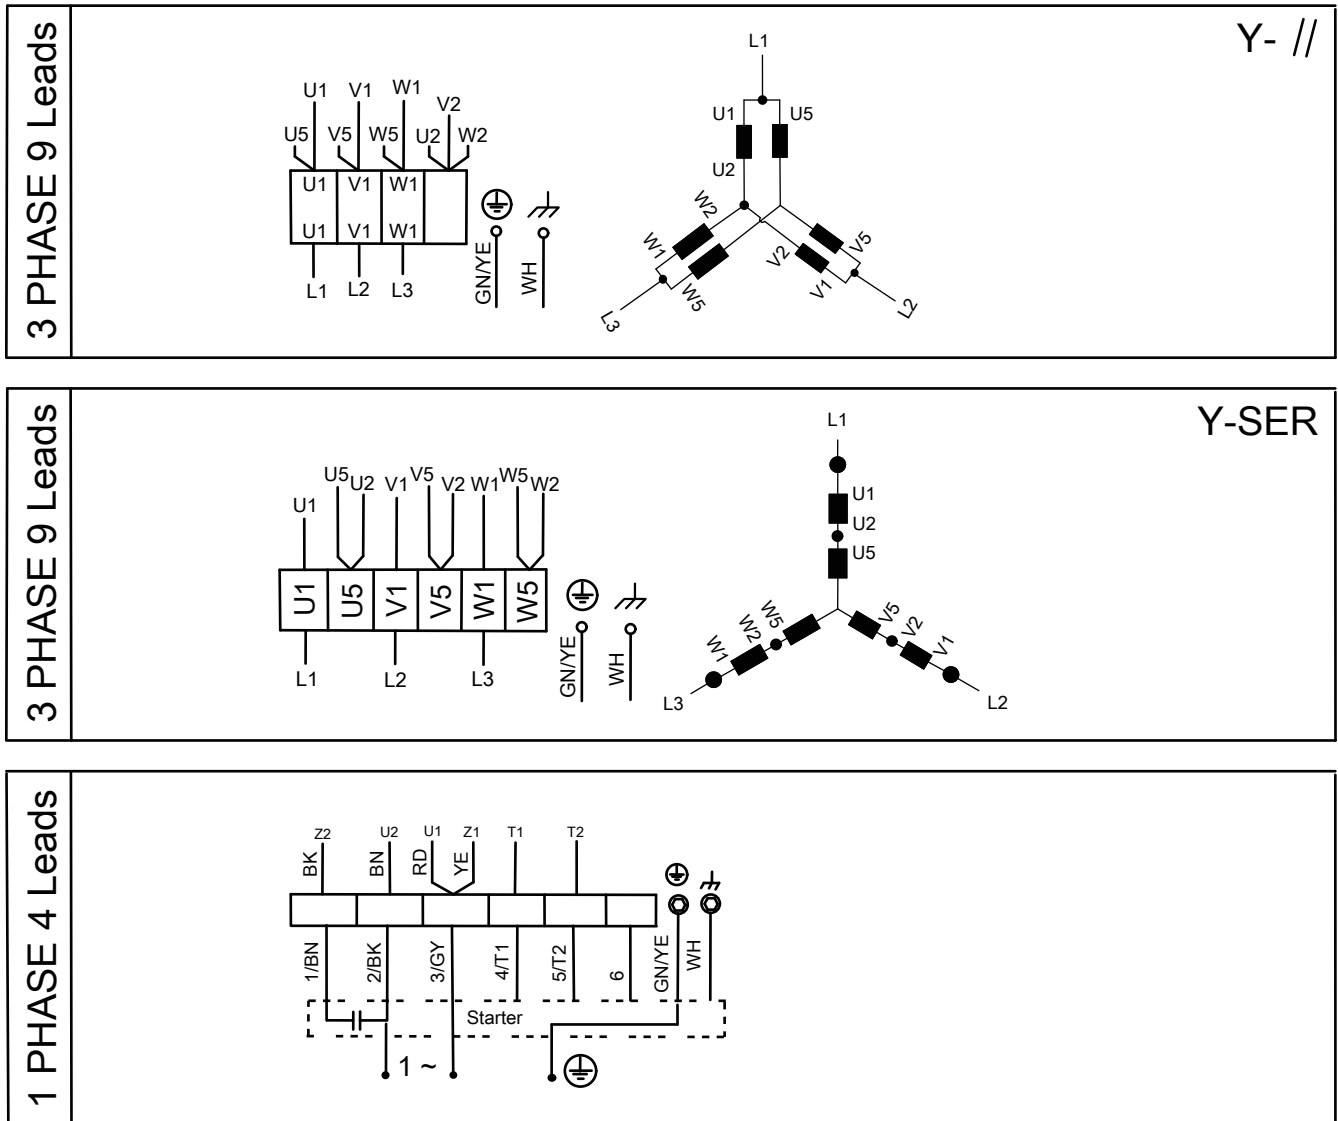 3 PHASE 9 Leads
Y- //
U1 V1 W1 V2
U5 V5 W5 U2 W2
U1 V1 W1
U1 V1 W1
L1 L2 L3
GN/YE WH
L1
U1 U5
U2
W2 W1 W5
V5 V2 V1
L3 L2
3 PHASE 9 Leads
Y-SER
U1 U5 U2 V1 V5 V2 W1 W5 W2
U1 U5 V1 V5 W1 W5
L1 L2 L3
GN/YE WH
L1
U1
U2
U5
W5 W2 W1
V5 V2 V1
L3 L2
1 PHASE 4 Leads
Z2 U2 U1 Z1 T1 T2
BK BN RD YE
1/BN 2/BK 3/GY 4/T1 5/T2 6 GN/YE WH
Starter
1 ~